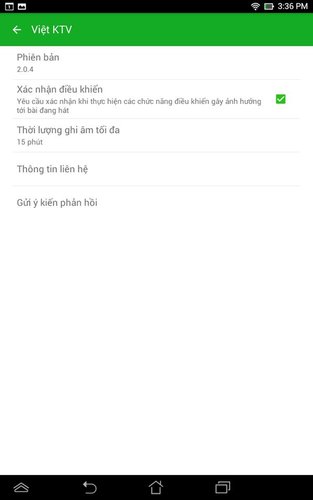 3:36 PM
Việt KTV
Phiên bản
2.0.4
Xác nhận điều khiển
Yêu cầu xác nhận khi thực hiện các chức năng điều khiển gây ảnh hưởng
tới bài đang hát
Thời lượng ghi âm tối đa
15 phút
Thông tin liên hệ
Gửi ý kiến phản hồi